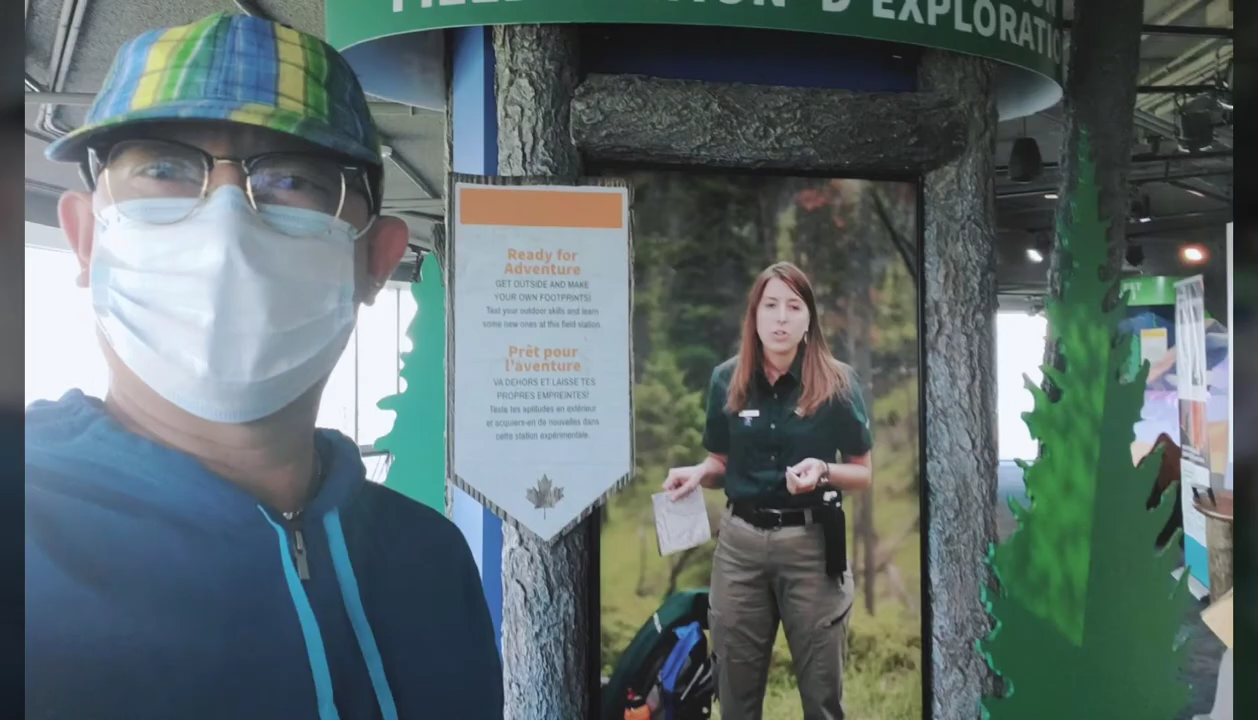 D'EXPLORATIO
Ready for
Adventure
GET OUTSIDE AND MAKE
YOUR OWN FOOTPRINTS!
Test your outdoor skills and learn
some new ones at this field station.
Prêt pour
l'aventure
VA DEHORS ET LAISSE TES
PROPRES EMPREINTES!
Teste tes aptitudes en extérieur
et acquiers-en de nouvelles dans
cette station expérimentale.